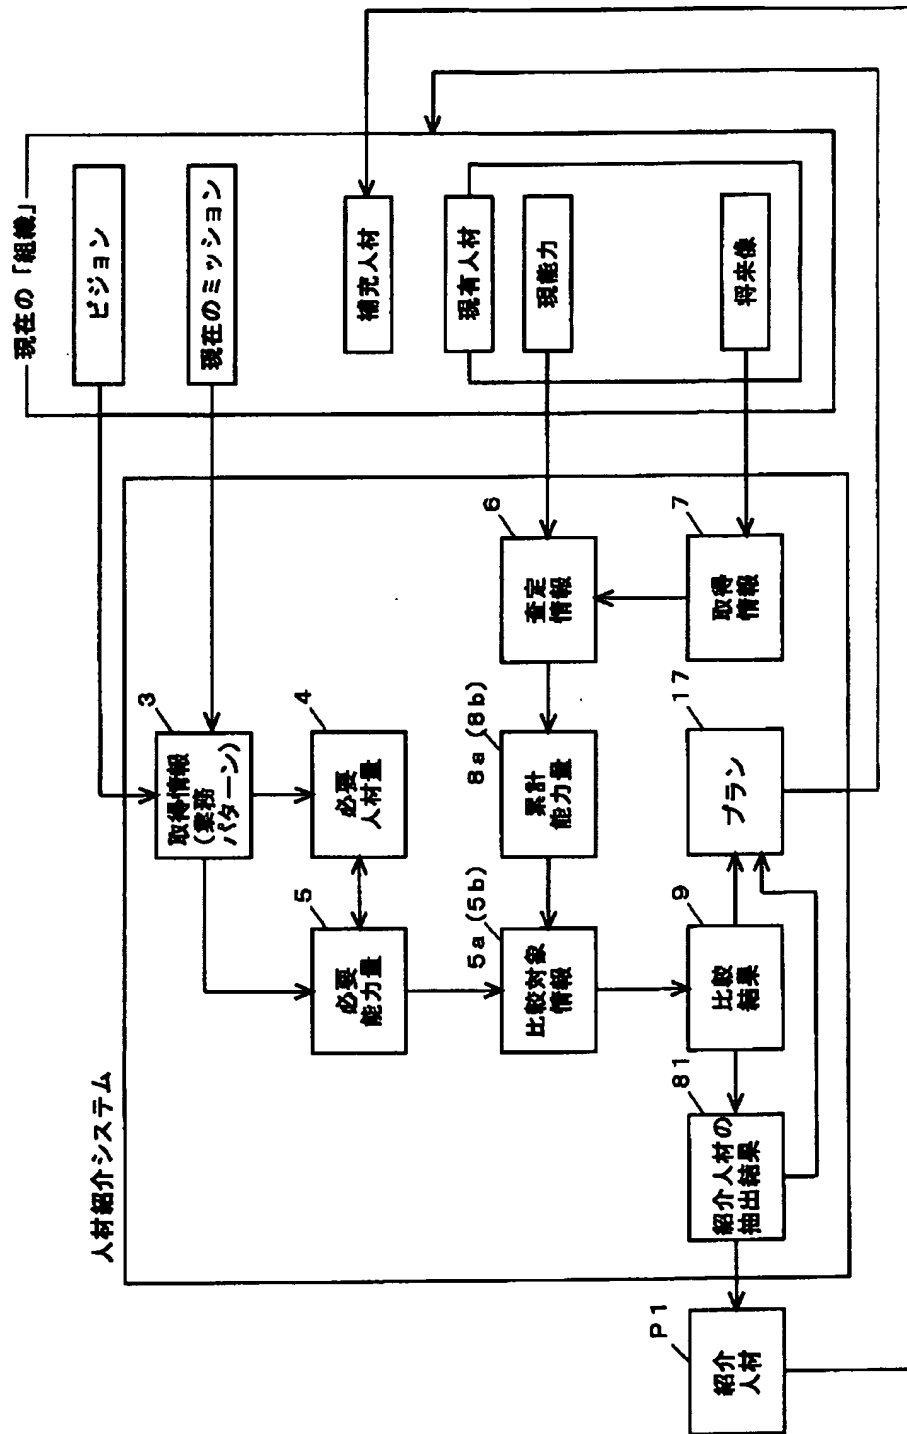 人材紹介システム
現在の「組織」
ビジョン
現在のミッション
補充人材
現有人材
現能力
将来像
3
取得情報
(業務
パターン)
4
必要
人材量
5
必要
能力量
6
査定
情報
7
取得
情報
8a (8b)
累計
能力量
5a (5b)
比較対象
情報
17
プラン
9
比較
結果
81
紹介人材の
抽出結果
P1
紹介
人材